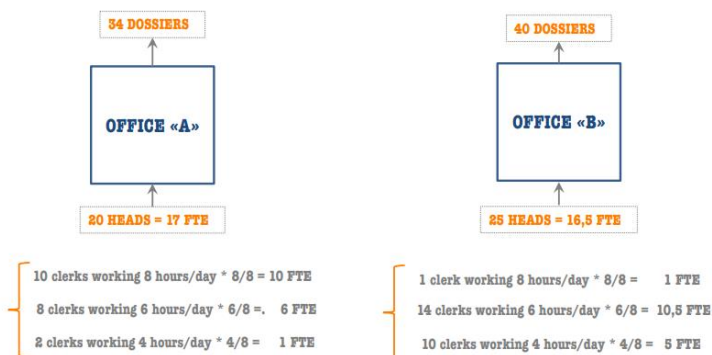 34 DOSSIERS
OFFICE «A»
20 HEADS = 17 FTE
10 clerks working 8 hours/day * 8/8 = 10 FTE
8 clerks working 6 hours/day * 6/8 =. 6 FTE
2 clerks working 4 hours/day * 4/8 = 1 FTE
40 DOSSIERS
OFFICE «B»
25 HEADS = 16,5 FTE
1 clerk working 8 hours/day * 8/8 = 1 FTE
14 clerks working 6 hours/day * 6/8 = 10,5 FTE
10 clerks working 4 hours/day * 4/8 = 5 FTE